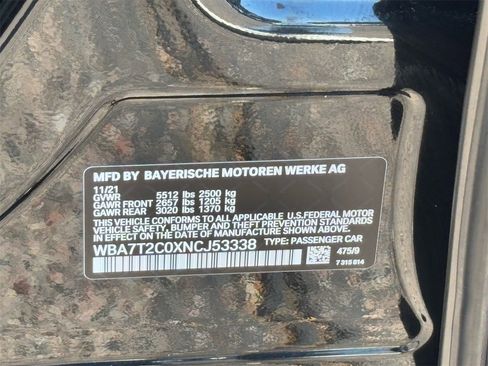 MFD BY BAYERISCHE MOTOREN WERKE AG
11/21
GVWR 5512 lbs 2500 kg
GAWR FRONT 2657 lbs 1205 kg
GAWR REAR 3020 lbs 1370 kg
THIS VEHICLE CONFORMS TO ALL APPLICABLE U.S. FEDERAL MOTOR
VEHICLE SAFETY, BUMPER AND THEFT PREVENTION STANDARDS
IN EFFECT ON THE DATE OF MANUFACTURE SHOWN ABOVE.
WBA7T2C0XNCJ53338 TYPE: PASSENGER CAR
475/9
7 315 614